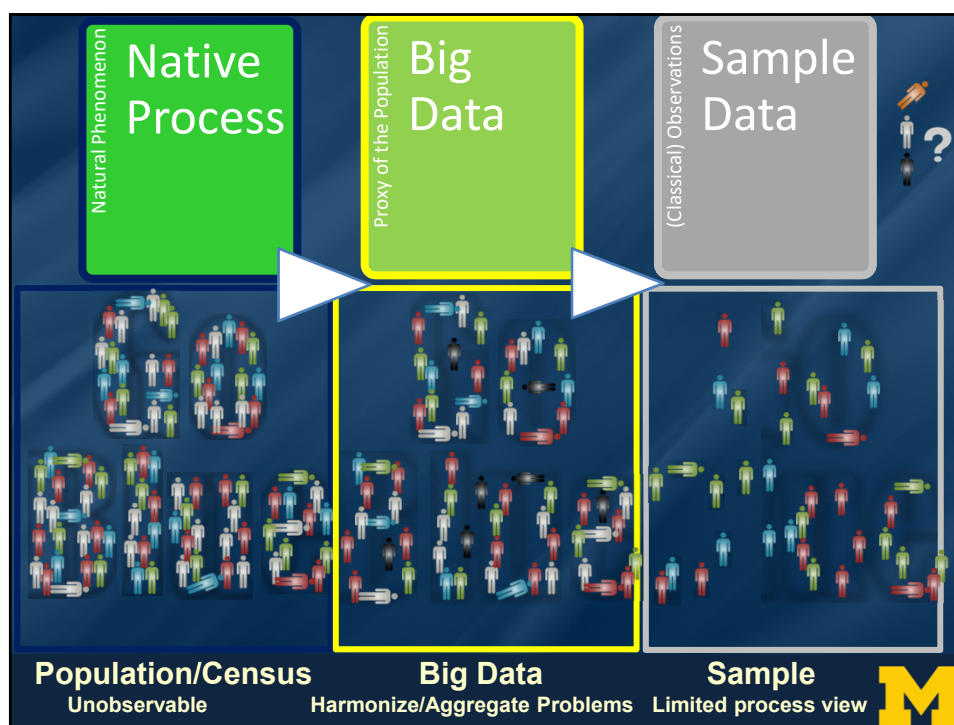 Natural Phenomenon
Native
Process
Proxy of the Population
Big
Data
(Classical) Observations
Sample
Data
?
Go
Blue
Population/Census
Unobservable
Big Data
Harmonize/Aggregate Problems
Sample
Limited process view
M